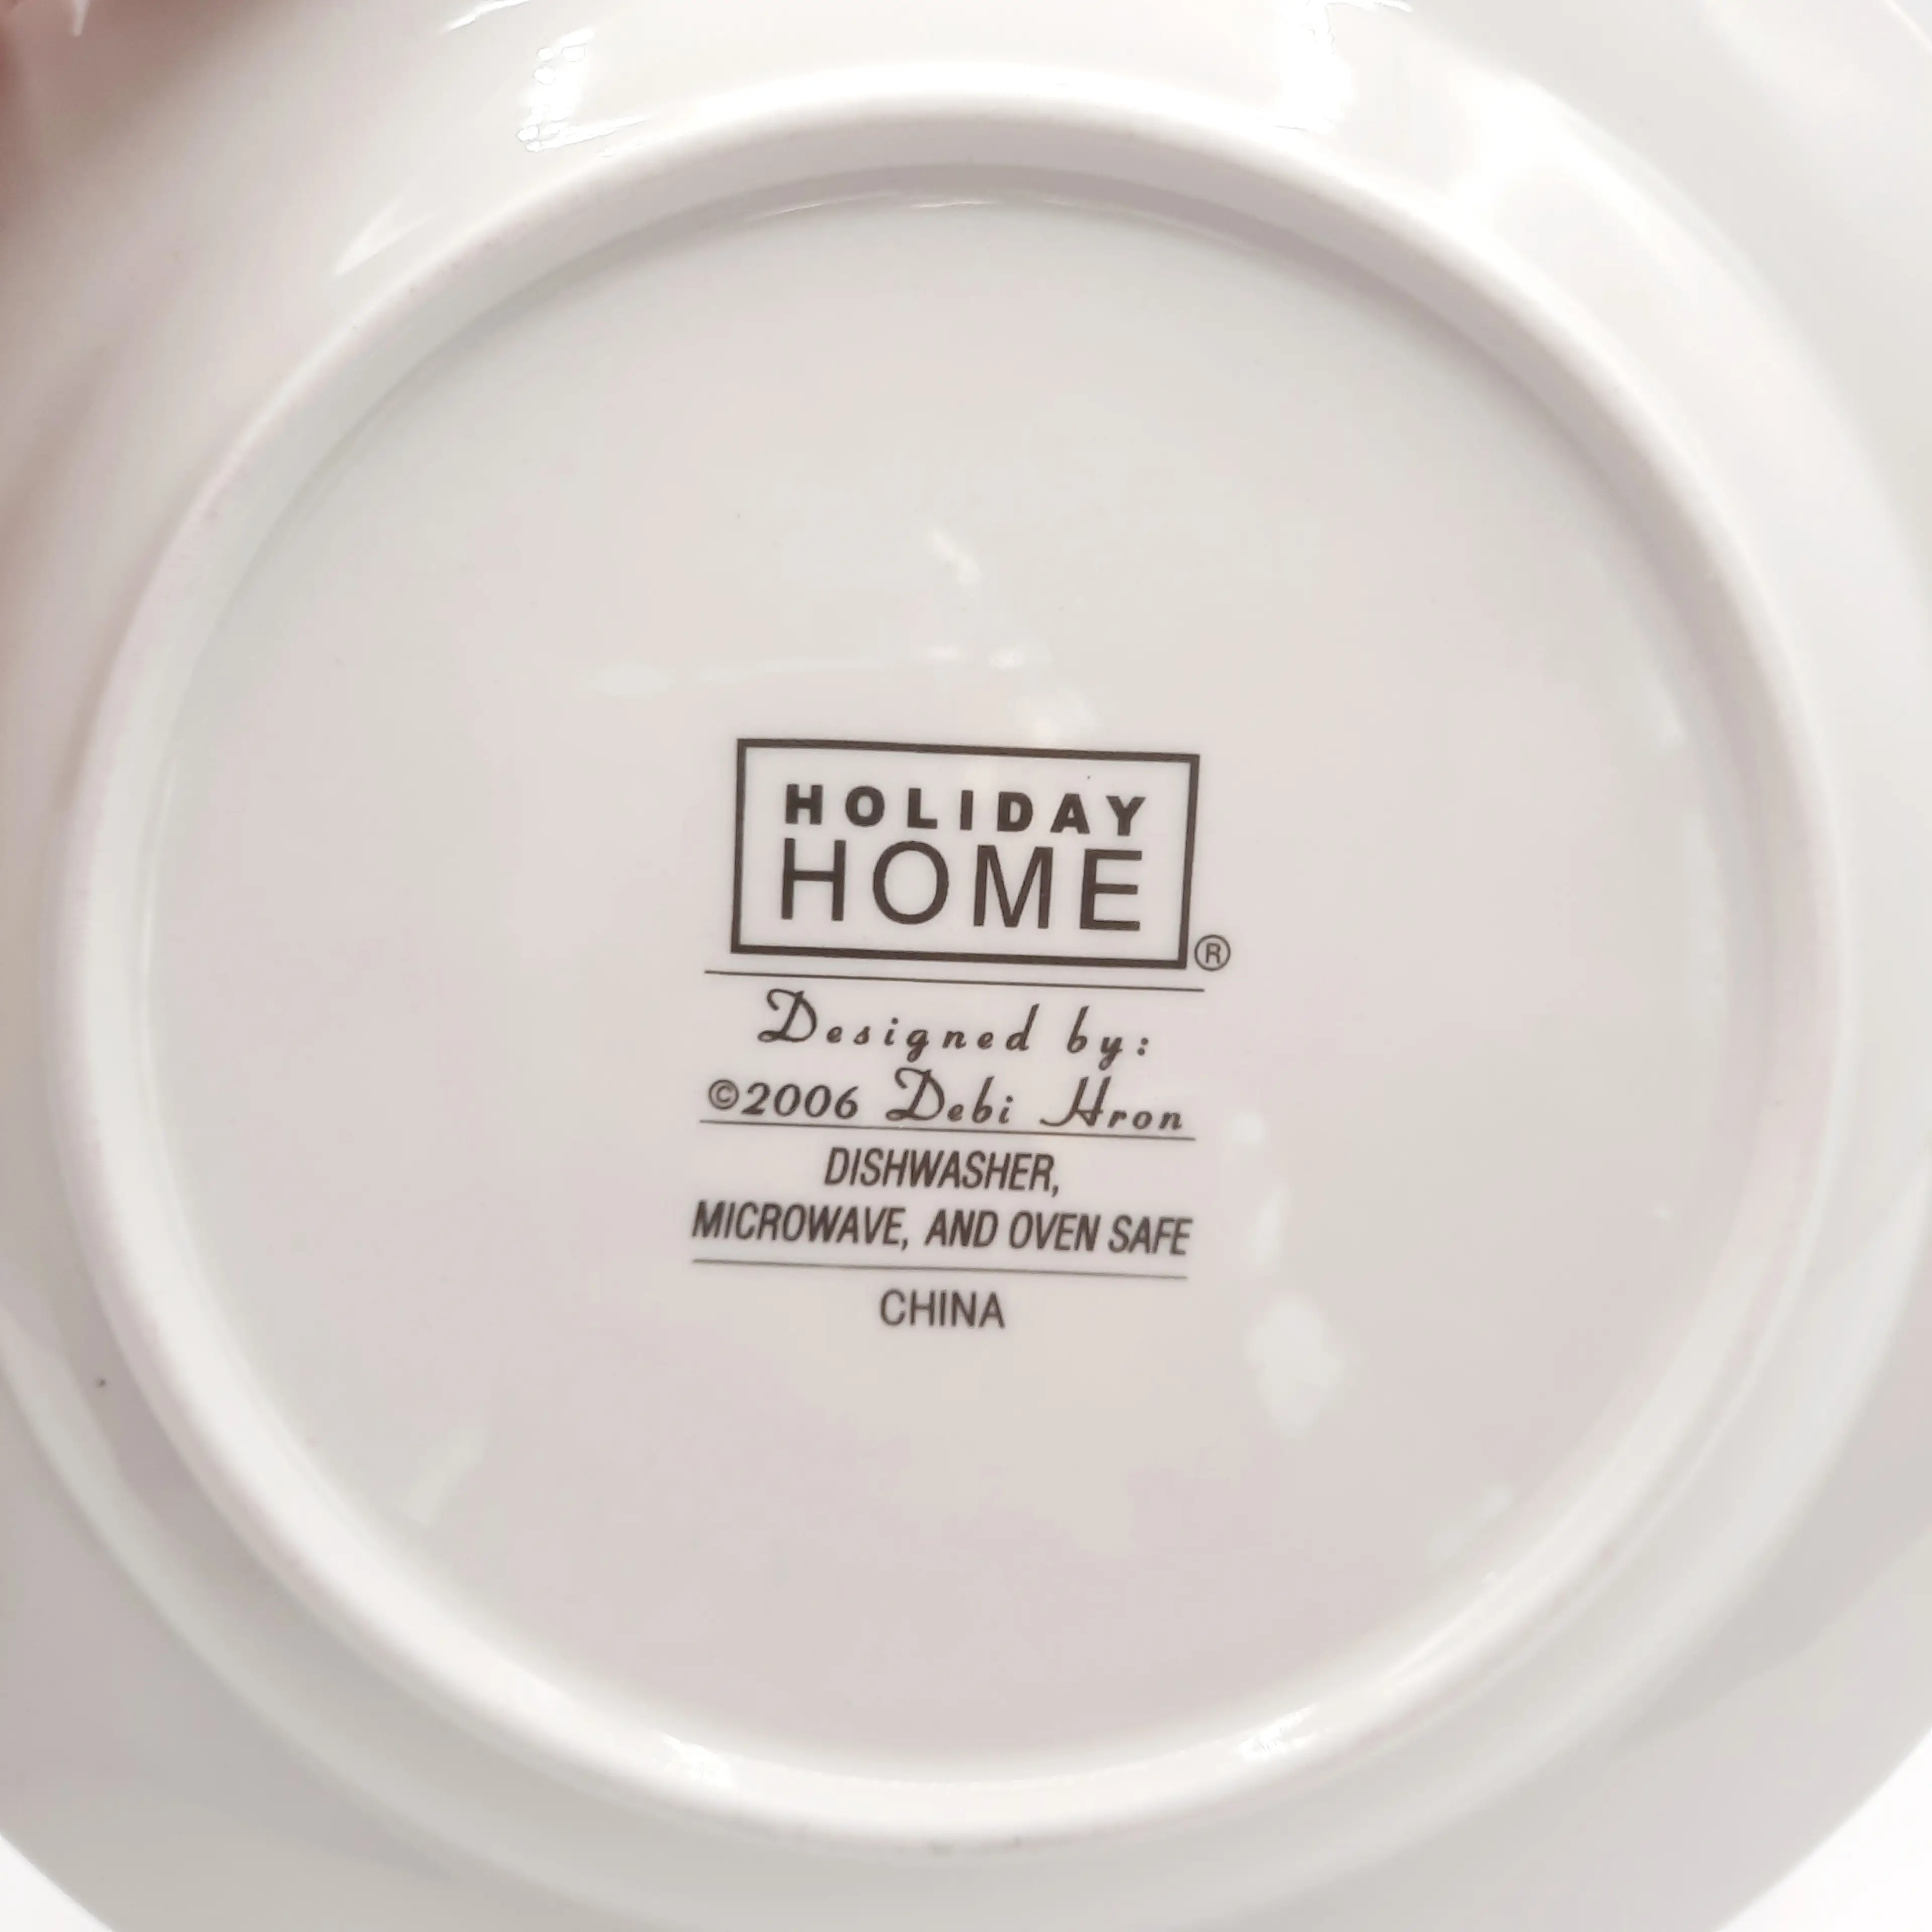 HOLIDAY
HOME
®
Designed by:
©2006 Debi Hron
DISHWASHER,
MICROWAVE, AND OVEN SAFE
CHINA